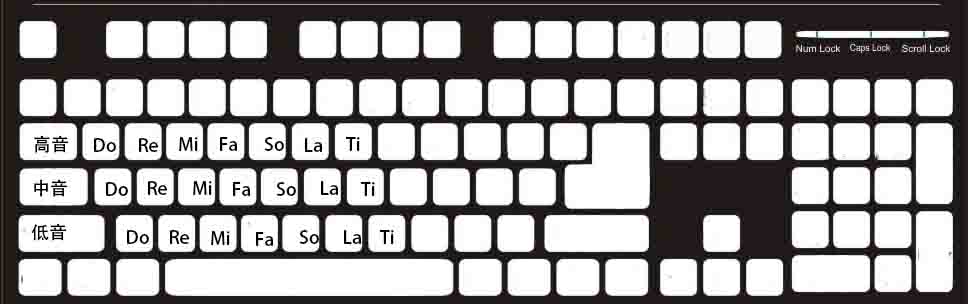 Num Lock Caps Lock Scroll Lock
高音 Do Re Mi Fa So La Ti
中音 Do Re Mi Fa So La Ti
低音 Do Re Mi Fa So La Ti